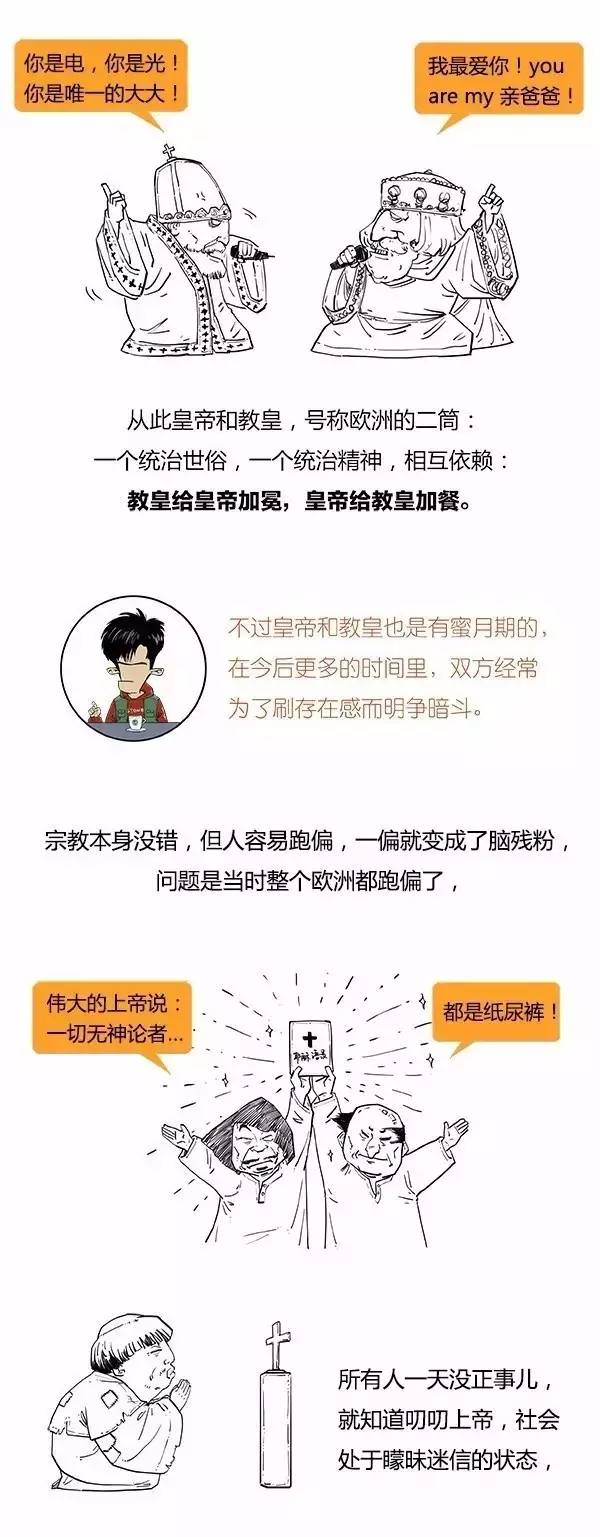 你是电，你是光！
你是唯一的大大！
我最爱你！you
are my 亲爸爸！
从此皇帝和教皇，号称欧洲的二筒：
一个统治世俗，一个统治精神，相互依赖：
教皇给皇帝加冕，皇帝给教皇加餐。
不过皇帝和教皇也是有蜜月期的，
在今后更多的时间里，双方经常
为了刷存在感而明争暗斗。
宗教本身没错，但人容易跑偏，一偏就变成了脑残粉，
问题是当时整个欧洲都跑偏了，
伟大的上帝说：
一切无神论者...
都是纸尿裤！
耶稣语录
所有人一天没正事儿，
就知道叨叨上帝，社会
处于矇昧迷信的状态，